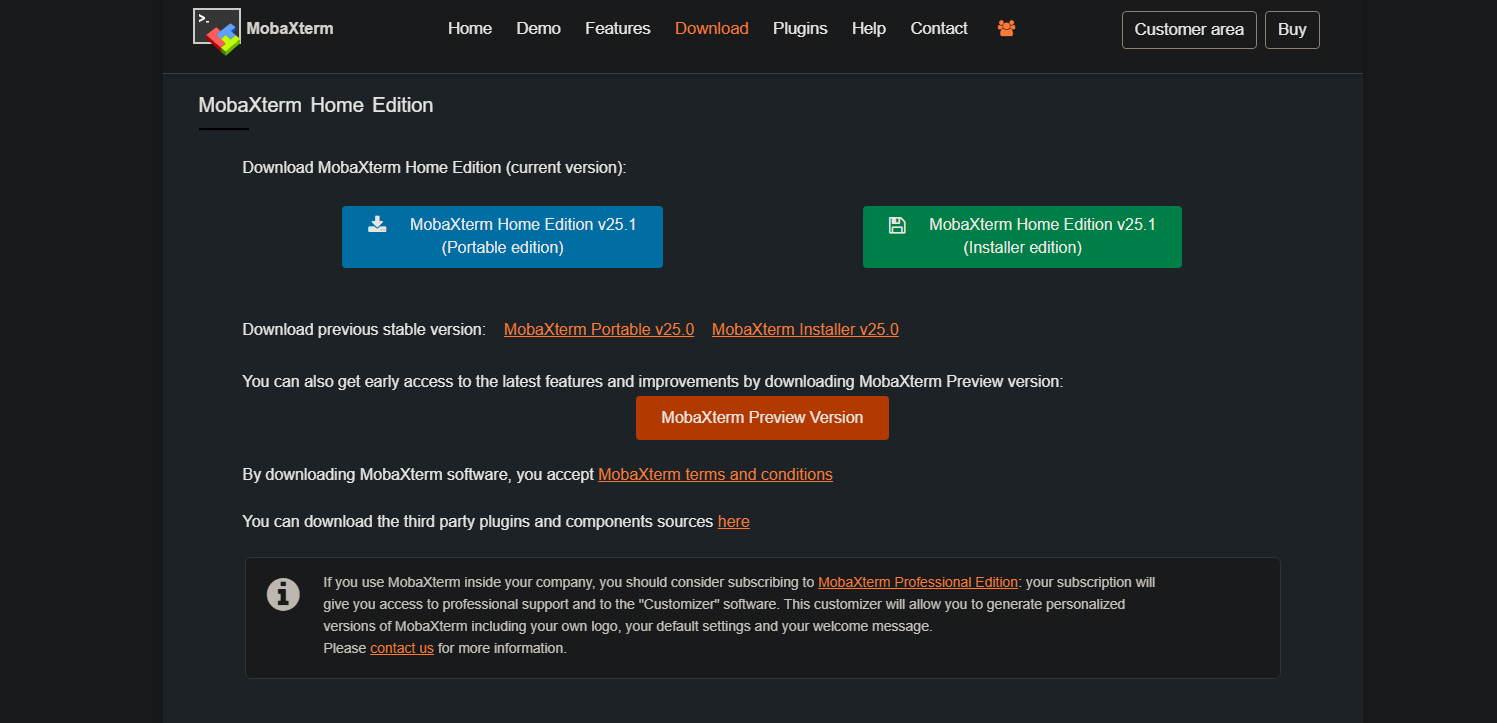 >_ MobaXterm Home Demo Features Download Plugins Help Contact Customer area Buy
MobaXterm Home Edition
Download MobaXterm Home Edition (current version):
MobaXterm Home Edition v25.1
(Portable edition)
MobaXterm Home Edition v25.1
(Installer edition)
Download previous stable version: MobaXterm Portable v25.0 MobaXterm Installer v25.0
You can also get early access to the latest features and improvements by downloading MobaXterm Preview version:
MobaXterm Preview Version
By downloading MobaXterm software, you accept MobaXterm terms and conditions
You can download the third party plugins and components sources here
If you use MobaXterm inside your company, you should consider subscribing to MobaXterm Professional Edition: your subscription will
give you access to professional support and to the "Customizer" software. This customizer will allow you to generate personalized
versions of MobaXterm including your own logo, your default settings and your welcome message.
Please contact us for more information.